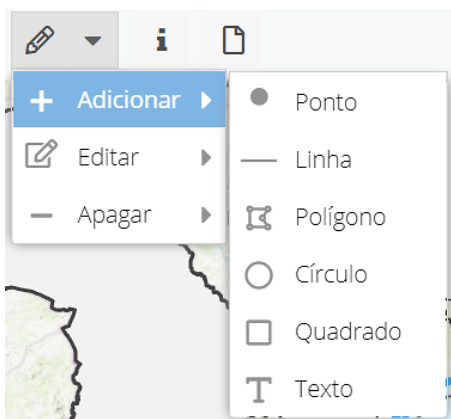 Adicionar
Ponto
Linha
Editar
Polígono
Apagar
Círculo
Quadrado
Texto